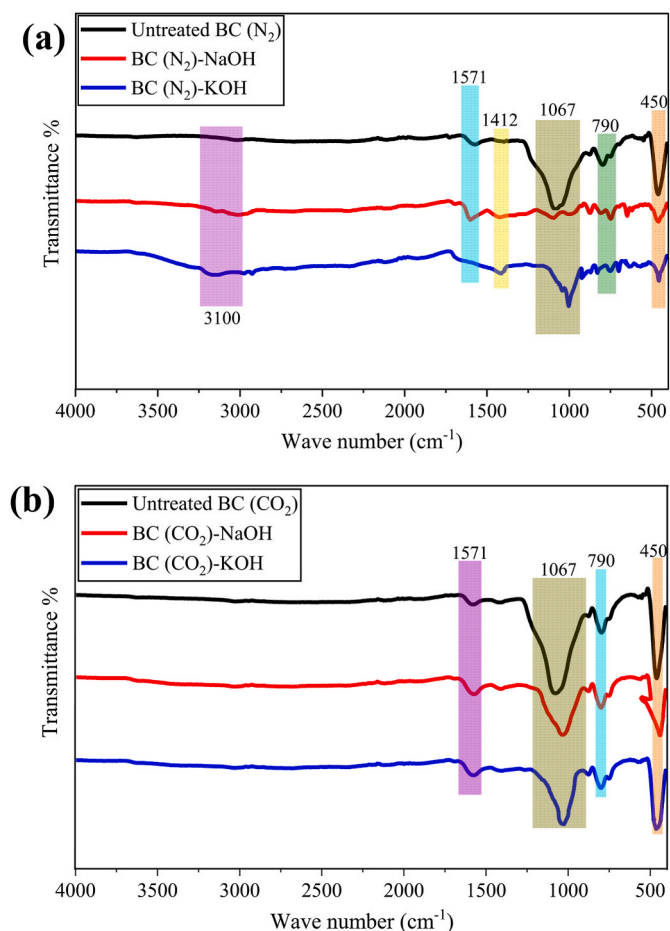 (a)
Untreated BC (N₂)
BC (N₂)-NaOH
BC (N₂)-KOH
1571
1412
1067
790
450
3100
Transmittance %
4000 3500 3000 2500 2000 1500 1000 500
Wave number (cm⁻¹)
(b)
Untreated BC (CO₂)
BC (CO₂)-NaOH
BC (CO₂)-KOH
1571
1067
790
450
Transmittance %
4000 3500 3000 2500 2000 1500 1000 500
Wave number (cm⁻¹)